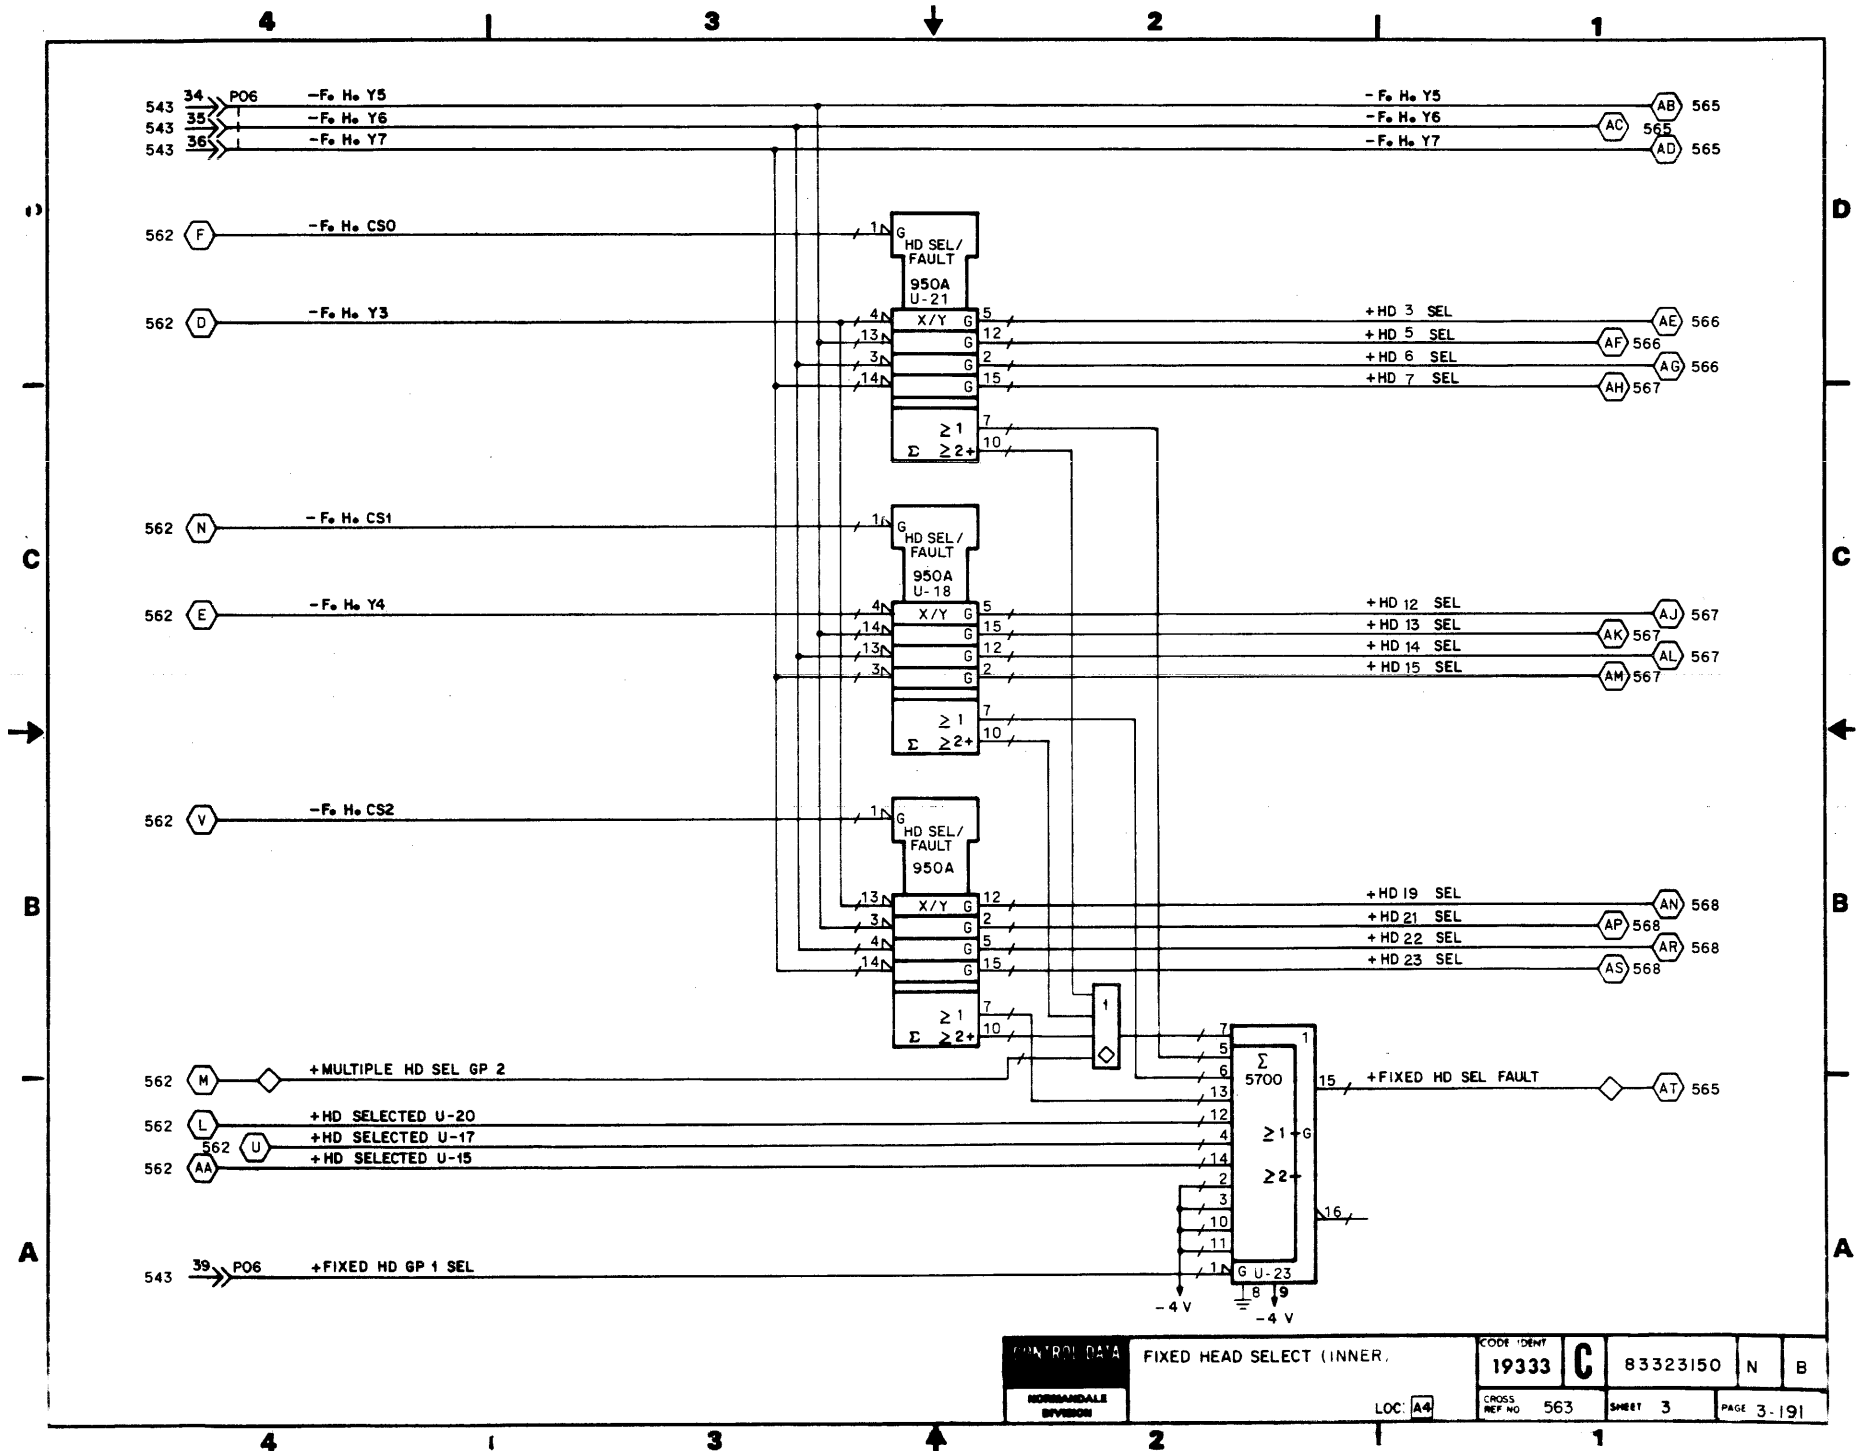 4 3 2 1
543 34 P06 -F. H. Y5 -F. H. Y5 AB 565
543 35 -F. H. Y6 -F. H. Y6 AC 565
543 36 -F. H. Y7 -F. H. Y7 AD 565
D
562 F -F. H. CS0 1 G
HD SEL/
FAULT
950A
U-21
562 D -F. H. Y3 4 X/Y G 5 +HD 3 SEL AE 566
13 G 12 +HD 5 SEL AF 566
3 G 2 +HD 6 SEL AG 566
14 G 15 +HD 7 SEL AH 567
≥1 7
Σ ≥2+ 10
562 N -F. H. CS1 1 G
HD SEL/
FAULT
C C
950A
U-18
562 E -F. H. Y4 4 X/Y G 5 +HD 12 SEL AJ 567
14 G 15 +HD 13 SEL AK 567
13 G 12 +HD 14 SEL AL 567
3 G 2 +HD 15 SEL AM 567
≥1 7
Σ ≥2+ 10
562 V -F. H. CS2 1 G
HD SEL/
FAULT
950A
B B
13 X/Y G 12 +HD 19 SEL AN 568
3 G 2 +HD 21 SEL AP 568
4 G 5 +HD 22 SEL AR 568
14 G 15 +HD 23 SEL AS 568
1
≥1 7
Σ ≥2+ 10 7 1
5 Σ
562 M +MULTIPLE HD SEL GP 2 6 5700 15 +FIXED HD SEL FAULT AT 565
13
562 L +HD SELECTED U-20 12
562 U +HD SELECTED U-17 4 ≥1 G
562 AA +HD SELECTED U-15 14
2 ≥2
3
10 16
11
A A
543 39 P06 +FIXED HD GP 1 SEL 1 G U-23
8 9
-4 V
-4 V
CONTROL DATA
NORMANDALE
DIVISION
FIXED HEAD SELECT (INNER,
LOC: A4
CODE IDENT
19333 C 83323150 N B
CROSS
REF NO 563 SHEET 3 PAGE 3-191
4 3 2 1